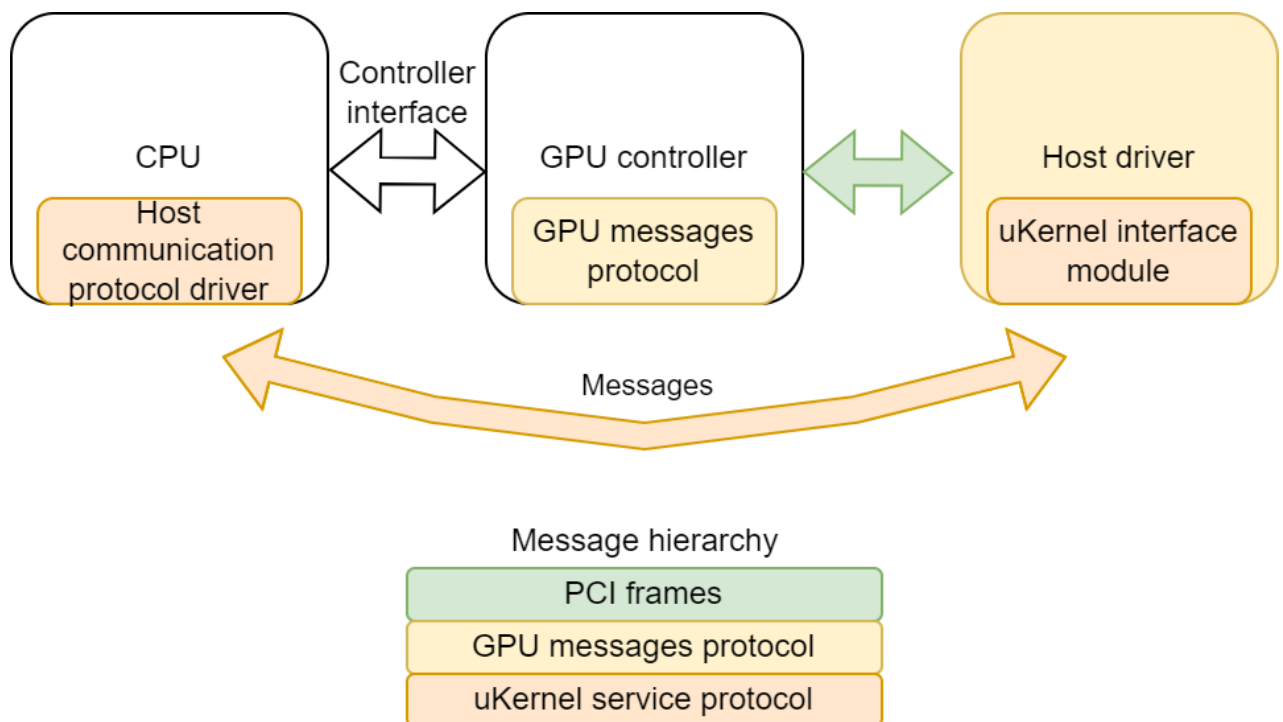 Controller
interface
CPU
GPU controller
Host driver
Host
communication
protocol driver
GPU messages
protocol
uKernel interface
module
Messages
Message hierarchy
PCI frames
GPU messages protocol
uKernel service protocol